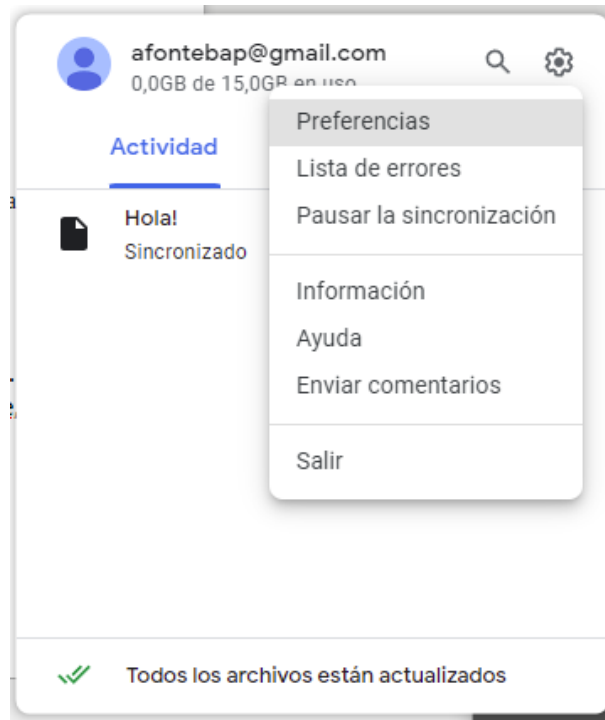 afontebap@gmail.com
0,0GB de 15,0GB en uso
Actividad
Preferencias
Lista de errores
Pausar la sincronización
Hola!
Sincronizado
Información
Ayuda
Enviar comentarios
Salir
Todos los archivos están actualizados